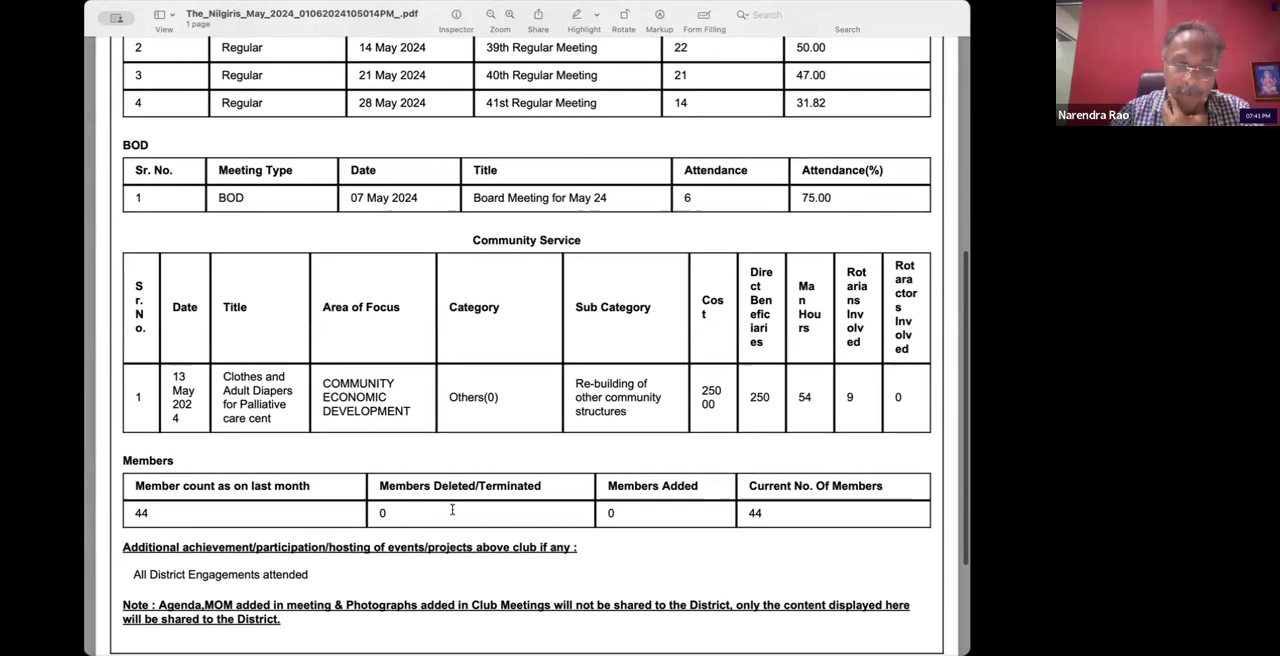 The_Nilgiris_May_2024_01062024105014PM_.pdf
1 page
View
Inspector
Zoom
Share
Highlight
Rotate
Markup
Form Filling
Search
Search
2 Regular 14 May 2024 39th Regular Meeting 22 50.00
3 Regular 21 May 2024 40th Regular Meeting 21 47.00
4 Regular 28 May 2024 41st Regular Meeting 14 31.82
BOD
Sr. No. Meeting Type Date Title Attendance Attendance(%)
1 BOD 07 May 2024 Board Meeting for May 24 6 75.00
Community Service
S
r.
N
o.
Date
Title
Area of Focus
Category
Sub Category
Cos
t
Dire
ct
Ben
efic
iari
es
Ma
n
Hou
rs
Rot
aria
ns
Inv
olv
ed
Rot
ara
ctor
s
Inv
olv
ed
1
13
May
202
4
Clothes and
Adult Diapers
for Palliative
care cent
COMMUNITY
ECONOMIC
DEVELOPMENT
Others(0)
Re-building of
other community
structures
250
00
250
54
9
0
Members
Member count as on last month Members Deleted/Terminated Members Added Current No. Of Members
44 0 0 44
Additional achievement/participation/hosting of events/projects above club if any :
All District Engagements attended
Note : Agenda,MOM added in meeting & Photographs added in Club Meetings will not be shared to the District, only the content displayed here
will be shared to the District.
Narendra Rao
07:41 PM